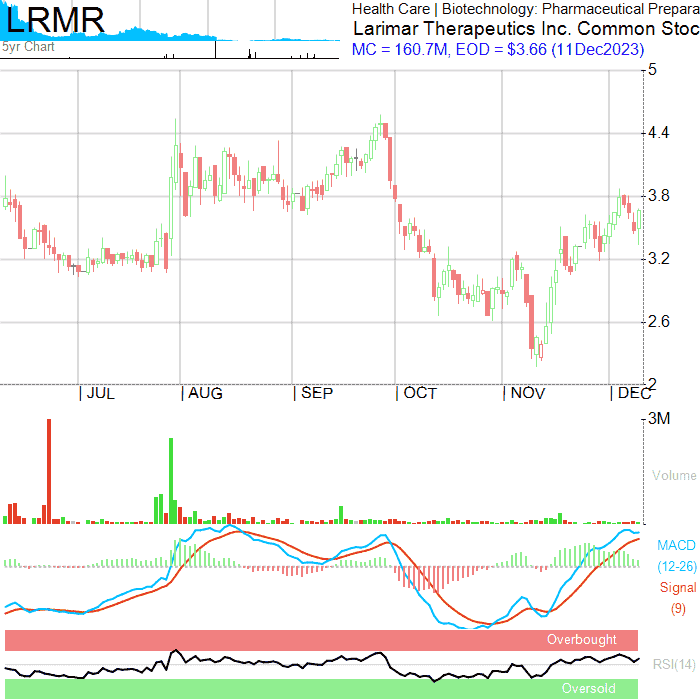 LRMR
5yr Chart
Health Care | Biotechnology: Pharmaceutical Prepara
Larimar Therapeutics Inc. Common Stoc
MC = 160.7M, EOD = $3.66 (11Dec2023)
5
4.4
3.8
3.2
2.6
2
| JUL | AUG | SEP | OCT | NOV | DEC
3M
Volume
MACD
(12-26)
Signal
(9)
Overbought
RSI(14)
Oversold